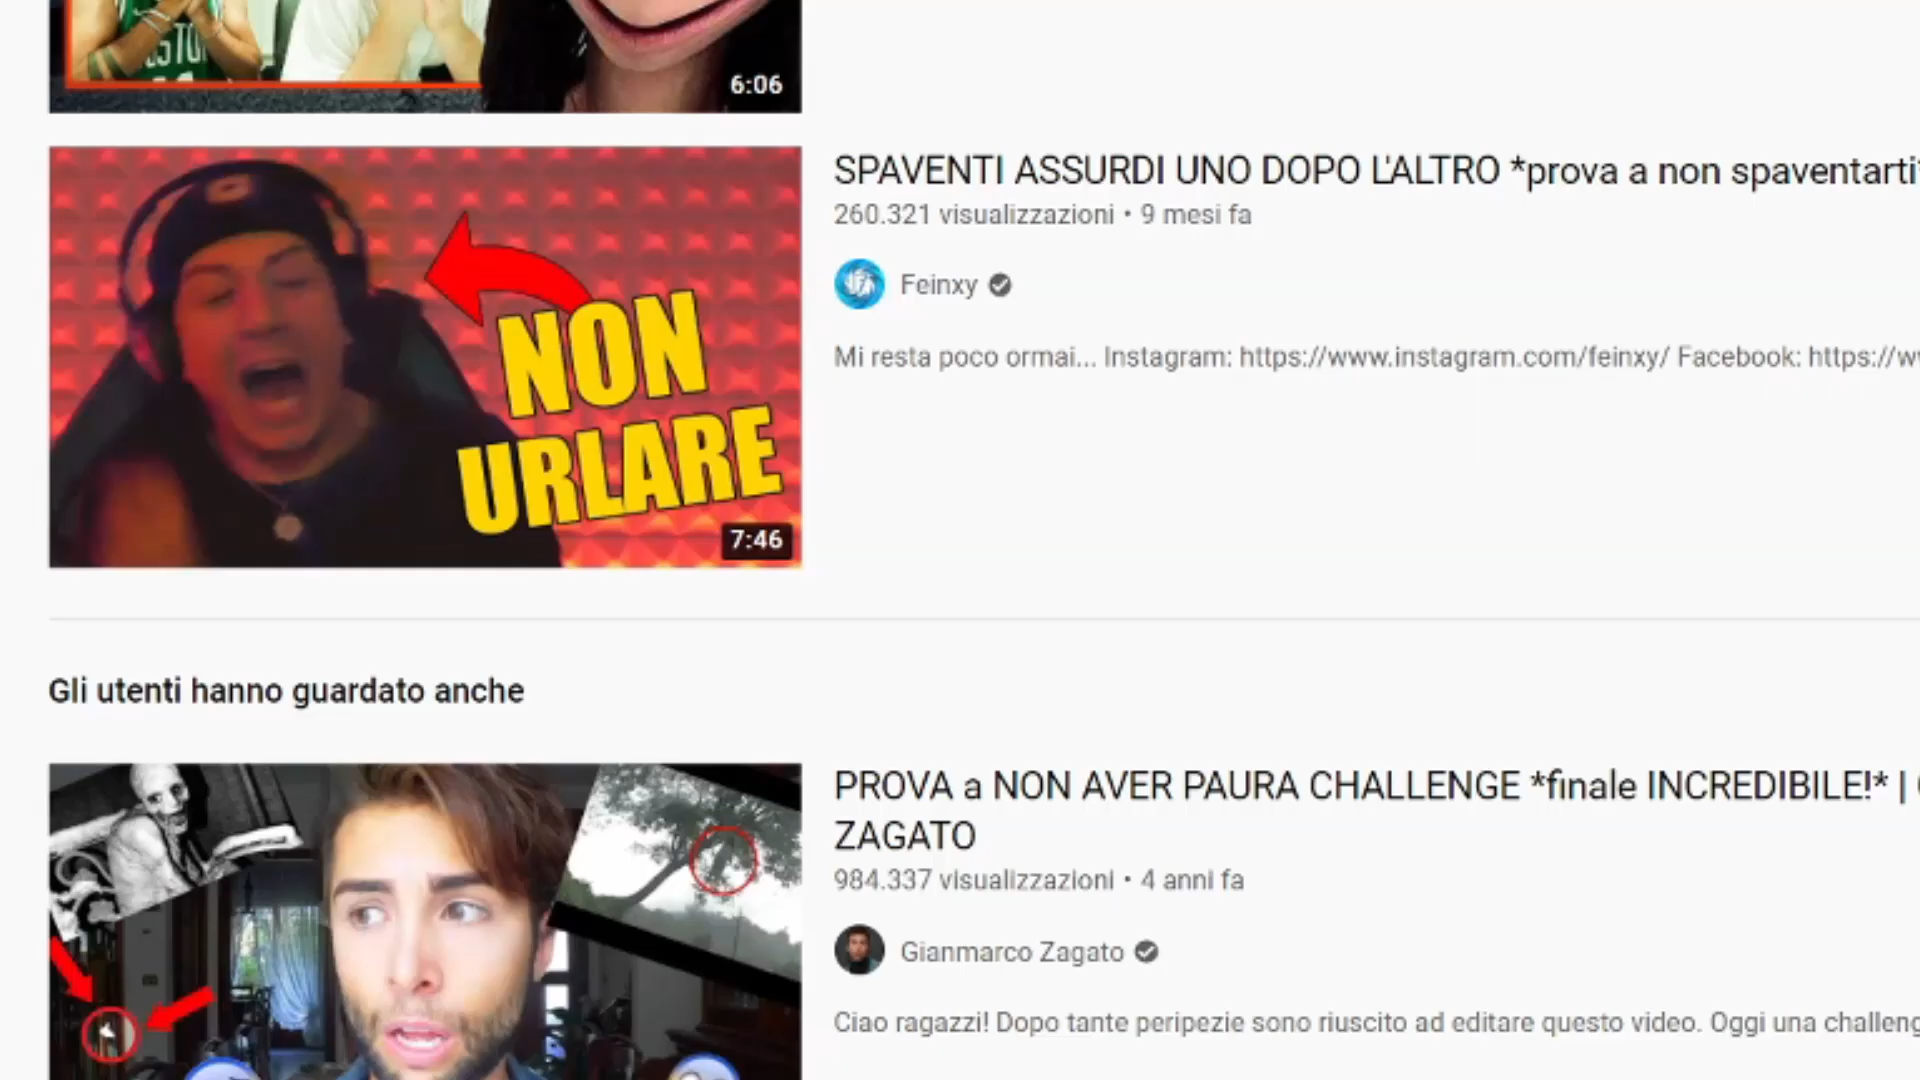 6:06
SPAVENTI ASSURDI UNO DOPO L'ALTRO *prova a non spaventarti*
260.321 visualizzazioni • 9 mesi fa
Feinxy
Mi resta poco ormai... Instagram: https://www.instagram.com/feinxy/ Facebook: https://w
NON
URLARE
7:46
Gli utenti hanno guardato anche
PROVA a NON AVER PAURA CHALLENGE *finale INCREDIBILE!* |
ZAGATO
984.337 visualizzazioni • 4 anni fa
Gianmarco Zagato
Ciao ragazzi! Dopo tante peripezie sono riuscito ad editare questo video. Oggi una challeng